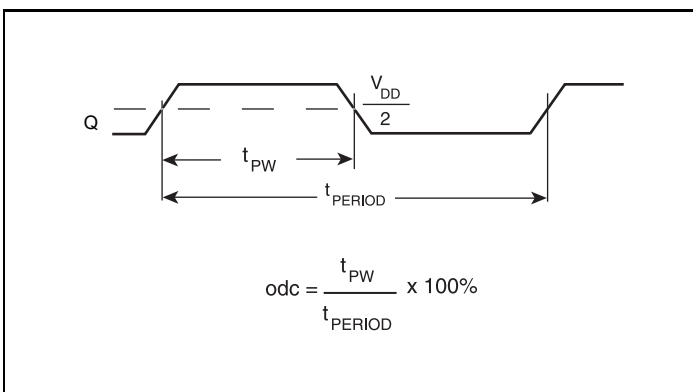 Q
V_DD
2
t_PW
t_PERIOD
odc = t_PW / t_PERIOD x 100%